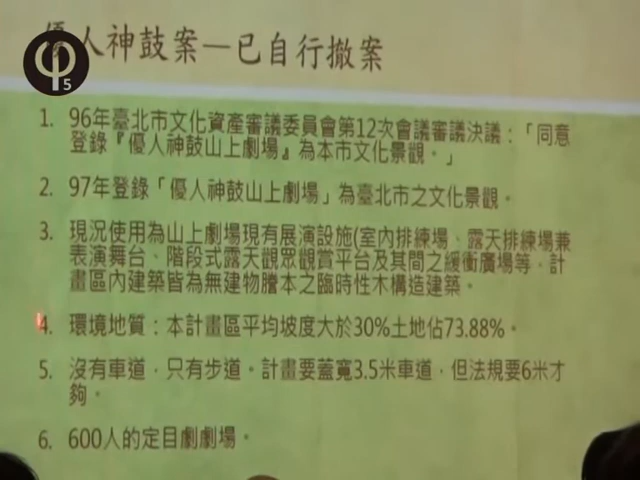 優人神鼓案—已自行撤案
φ5
1. 96年臺北市文化資產審議委員會第12次會議審議決議：「同意
登錄『優人神鼓山上劇場』為本市文化景觀。」
2. 97年登錄「優人神鼓山上劇場」為臺北市之文化景觀。
3. 現況使用為山上劇場現有展演設施(室內排練場、露天排練場兼
表演舞台、階段式露天觀眾觀賞平台及其間之緩衝廣場等，計
畫區內建築皆為無建物謄本之臨時性木構造建築。
4. 環境地質：本計畫區平均坡度大於30%土地佔73.88%。
5. 沒有車道，只有步道。計畫要蓋寬3.5米車道，但法規要6米才
夠。
6. 600人的定目劇劇場。